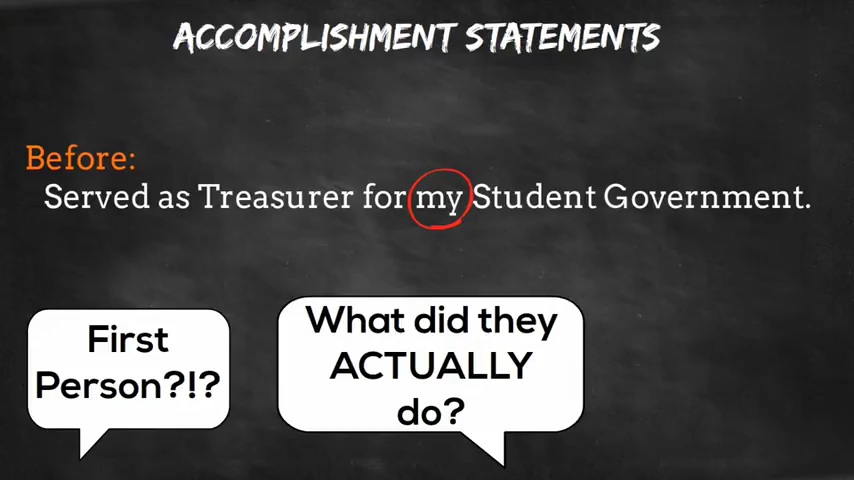 ACCOMPLISHMENT STATEMENTS
Before:
Served as Treasurer for my Student Government.
First
Person?!?
What did they
ACTUALLY
do?